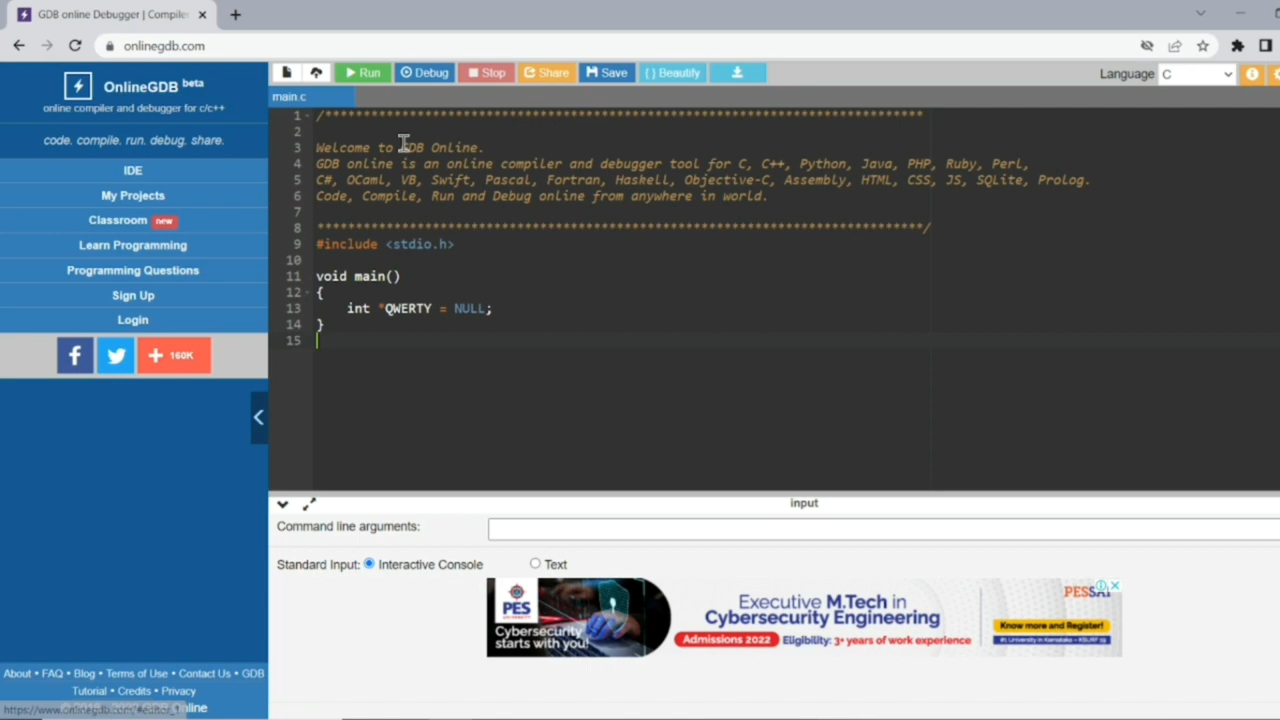 GDB online Debugger | Compiler
onlinegdb.com
OnlineGDB beta
online compiler and debugger for c/c++
code. compile. run. debug. share.
IDE
My Projects
Classroom new
Learn Programming
Programming Questions
Sign Up
Login
160K
About • FAQ • Blog • Terms of Use • Contact Us • GDB
Tutorial • Credits • Privacy
https://www.onlinegdb.com/#editor_1
Run Debug Stop Share Save { } Beautify
Language C
main.c
1 /******************************************************************************
2
3 Welcome to GDB Online.
4 GDB online is an online compiler and debugger tool for C, C++, Python, Java, PHP, Ruby, Perl,
5 C#, OCaml, VB, Swift, Pascal, Fortran, Haskell, Objective-C, Assembly, HTML, CSS, JS, SQLite, Prolog.
6 Code, Compile, Run and Debug online from anywhere in world.
7
8 *******************************************************************************/
9 #include <stdio.h>
10
11 void main()
12 {
13 int *QWERTY = NULL;
14 }
15
input
Command line arguments:
Standard Input: Interactive Console Text
PES
UNIVERSITY
Cybersecurity
starts with you!
Executive M.Tech in
Cybersecurity Engineering
Admissions 2022 Eligibility: 3+ years of work experience
Know more and Register!